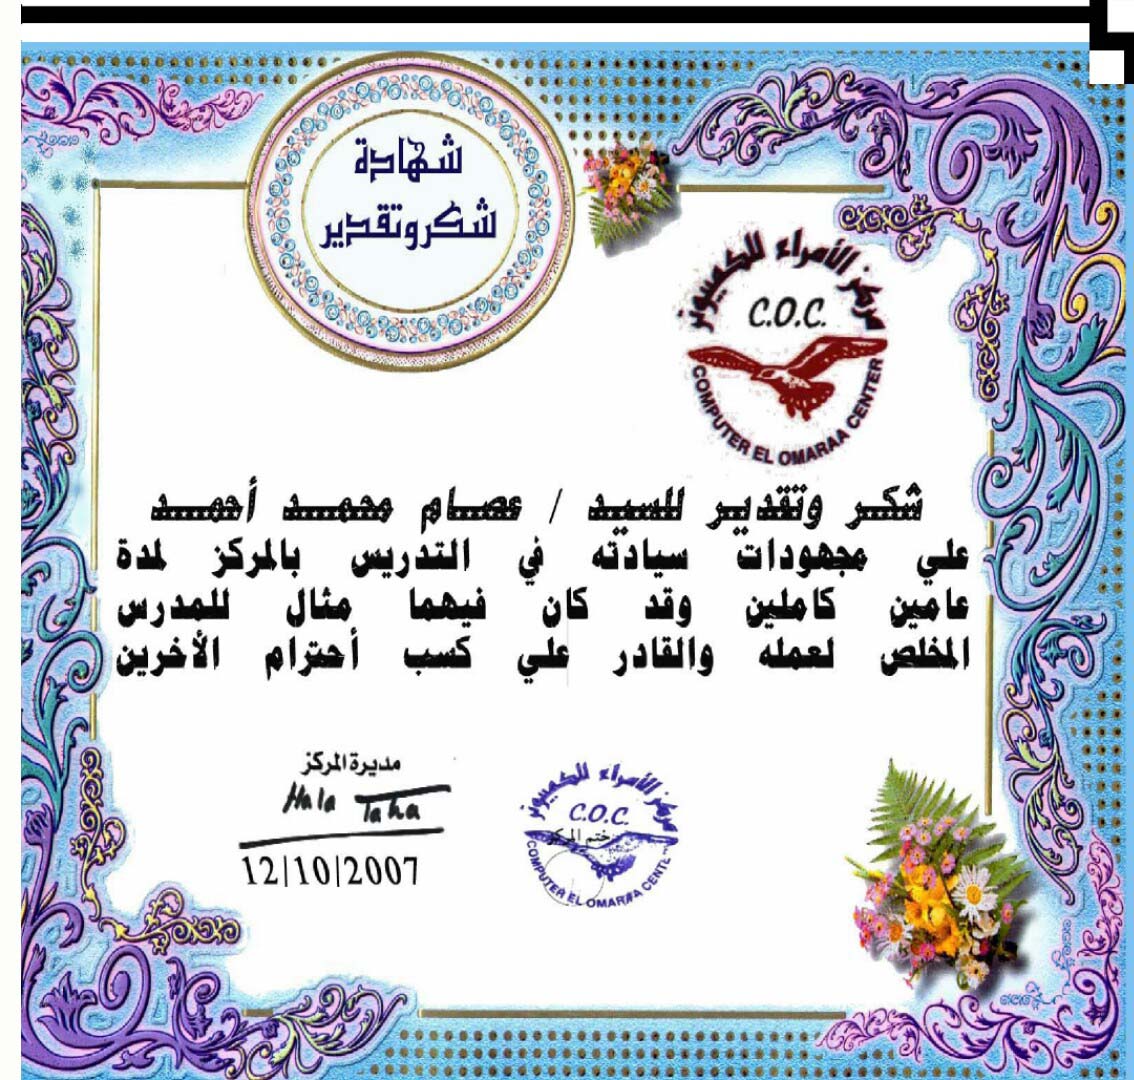 شهادة
شكر وتقدير
مركز الأمراء للكمبيوتر
C.O.C.
COMPUTER EL OMARAA CENTER
شكر وتقدير للسيد / عصام محمد أحمد
علي مجهودات سيادته في التدريس بالمركز لمدة
عامين كاملين وقد كان فيهما مثال للمدرس
المخلص لعمله والقادر علي كسب أحترام الأخرين
مديرة المركز
Hala Taha
12/10/2007
مركز الأمراء للكمبيوتر
C.O.C.
ختم المركز
COMPUTER EL OMARAA CENTE